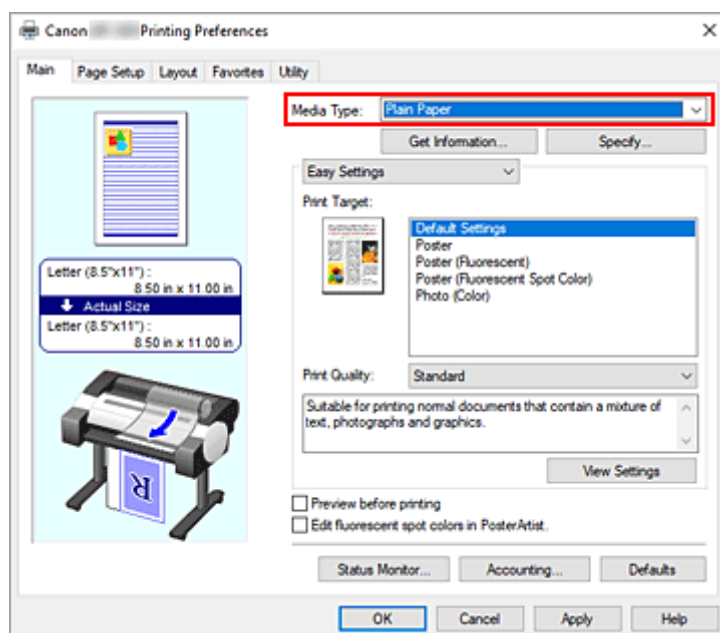 Canon Printing Preferences
Main Page Setup Layout Favorites Utility
Media Type: Plain Paper
Get Information... Specify...
Easy Settings
Print Target:
Default Settings
Poster
Poster (Fluorescent)
Poster (Fluorescent Spot Color)
Photo (Color)
Letter (8.5"x11") :
8.50 in x 11.00 in
Actual Size
Letter (8.5"x11") :
8.50 in x 11.00 in
Print Quality: Standard
Suitable for printing normal documents that contain a mixture of
text, photographs and graphics.
View Settings
R
Preview before printing
Edit fluorescent spot colors in PosterArtist.
Status Monitor... Accounting... Defaults
OK Cancel Apply Help